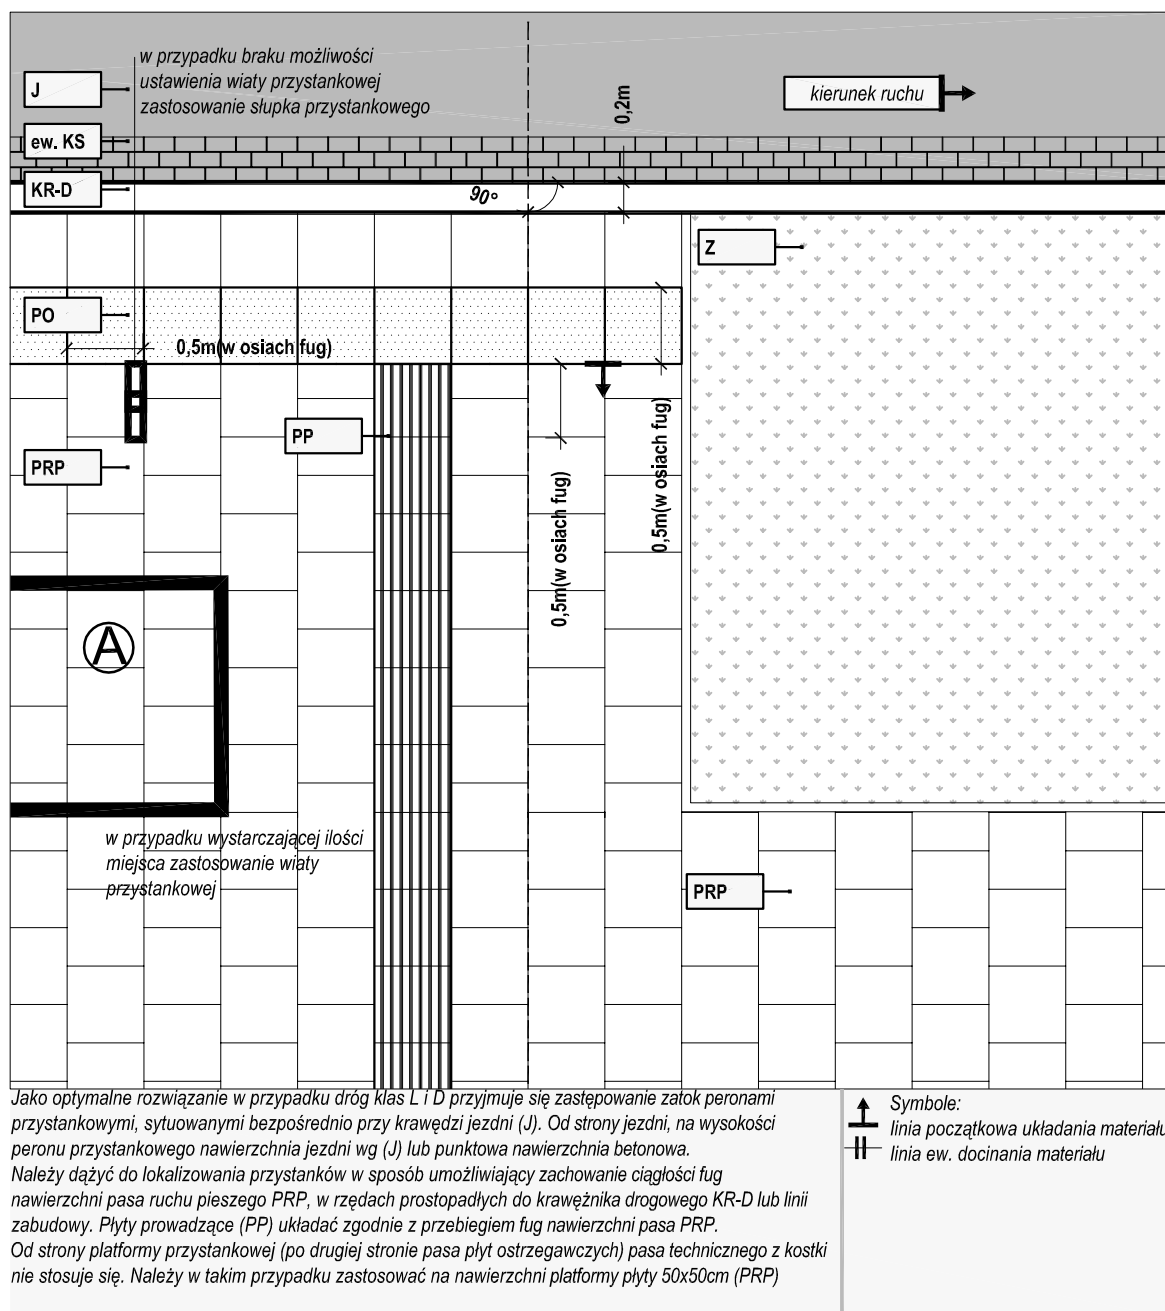 w przypadku braku możliwości
ustawienia wiaty przystankowej
zastosowanie słupka przystankowego
J
kierunek ruchu
0,2m
ew. KS
KR-D
90°
Z
PO
0,5m(w osiach fug)
PP
PRP
0,5m(w osiach fug)
0,5m(w osiach fug)
A
w przypadku wystarczającej ilości
miejsca zastosowanie wiaty
przystankowej
PRP
Jako optymalne rozwiązanie w przypadku dróg klas L i D przyjmuje się zastępowanie zatok peronami
przystankowymi, sytuowanymi bezpośrednio przy krawędzi jezdni (J). Od strony jezdni, na wysokości
peronu przystankowego nawierzchnia jezdni wg (J) lub punktowa nawierzchnia betonowa.
Należy dążyć do lokalizowania przystanków w sposób umożliwiający zachowanie ciągłości fug
nawierzchni pasa ruchu pieszego PRP, w rzędach prostopadłych do krawężnika drogowego KR-D lub linii
zabudowy. Płyty prowadzące (PP) układać zgodnie z przebiegiem fug nawierzchni pasa PRP.
Od strony platformy przystankowej (po drugiej stronie pasa płyt ostrzegawczych) pasa technicznego z kostki
nie stosuje się. Należy w takim przypadku zastosować na nawierzchni platformy płyty 50x50cm (PRP)
Symbole:
linia początkowa układania materiału
linia ew. docinania materiału